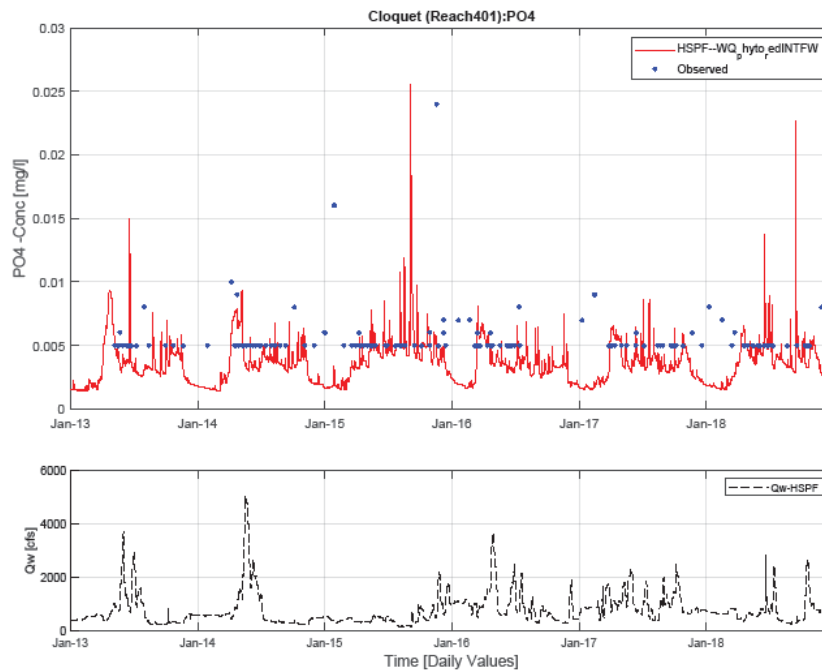 Cloquet (Reach401):PO4
0.03
HSPF--WQphytoredINTFW
Observed
0.025
0.02
0.015
0.01
0.005
0
PO4 -Conc [mg/l]
Jan-13 Jan-14 Jan-15 Jan-16 Jan-17 Jan-18
6000
Qw-HSPF
4000
2000
0
Qw [cfs]
Jan-13 Jan-14 Jan-15 Jan-16 Jan-17 Jan-18
Time [Daily Values]